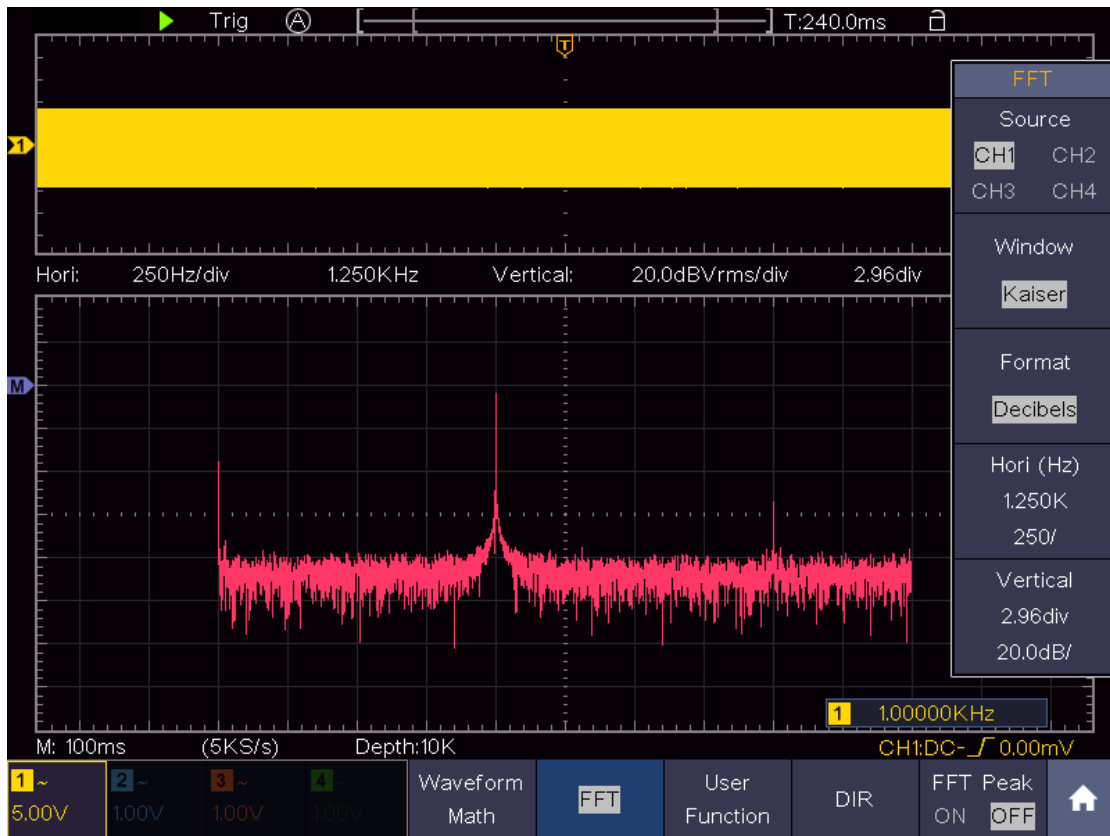 Trig A T:240.0ms
T
1
FFT
Source
CH1 CH2
CH3 CH4
Window
Kaiser
Format
Decibels
Hori (Hz)
1.250K
250/
Vertical
2.96div
20.0dB/
Hori: 250Hz/div 1.250KHz Vertical: 20.0dBVrms/div 2.96div
M
1 1.00000KHz
M: 100ms (5KS/s) Depth:10K CH1:DC- 0.00mV
1 ~ 2 ~ 3 ~ 4 ~
5.00V 1.00V 1.00V 1.00V
Waveform
Math
FFT
User
Function
DIR
FFT Peak
ON OFF